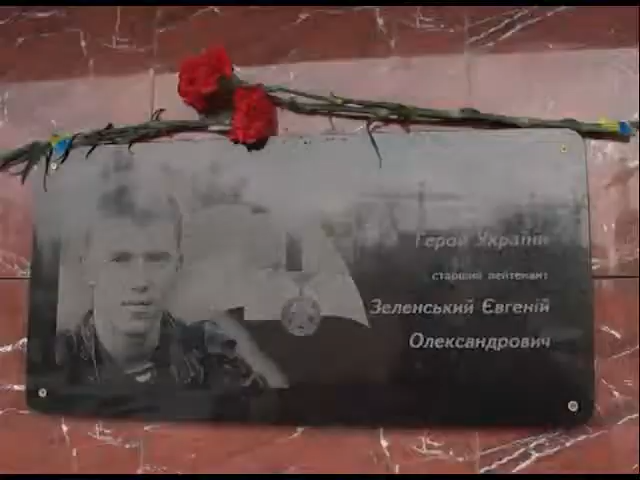 Герой України
старший лейтенант
Зеленський Євгеній
Олександрович